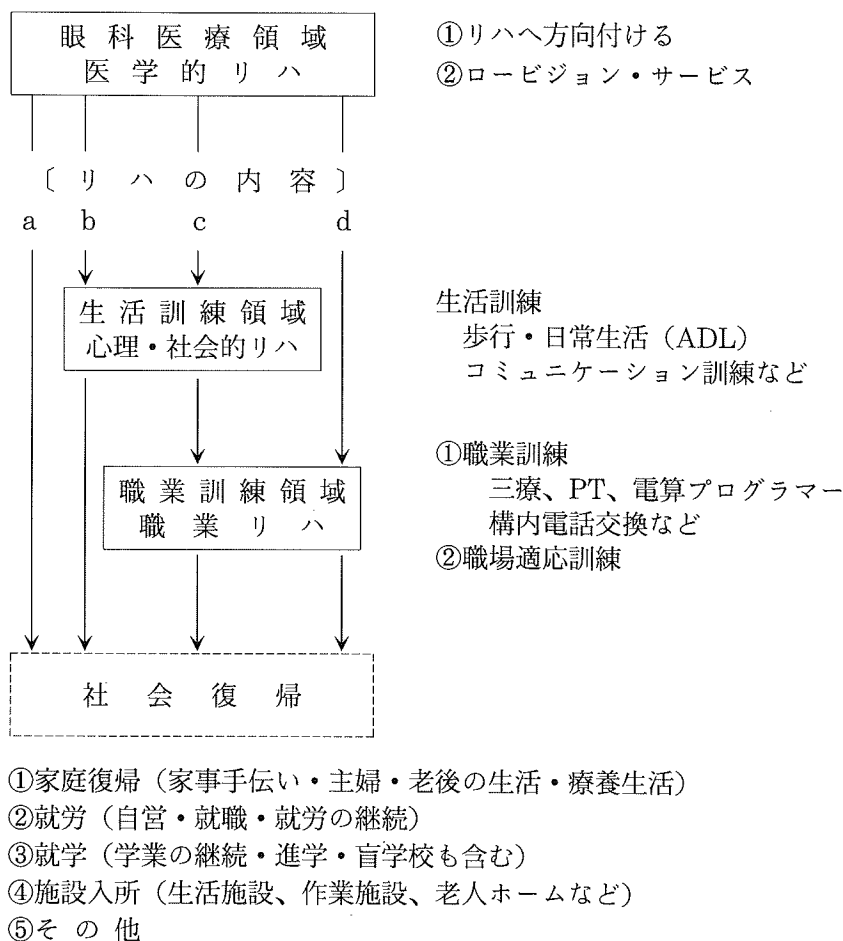 眼科医療領域
医学的リハ
①リハへ方向付ける
②ロービジョン・サービス
〔リハの内容〕
a b c d
生活訓練領域
心理・社会的リハ
生活訓練
歩行・日常生活（ADL）
コミュニケーション訓練など
職業訓練領域
職業リハ
①職業訓練
三療、PT、電算プログラマー
構内電話交換など
②職場適応訓練
社会復帰
①家庭復帰（家事手伝い・主婦・老後の生活・療養生活）
②就労（自営・就職・就労の継続）
③就学（学業の継続・進学・盲学校も含む）
④施設入所（生活施設、作業施設、老人ホームなど）
⑤その他